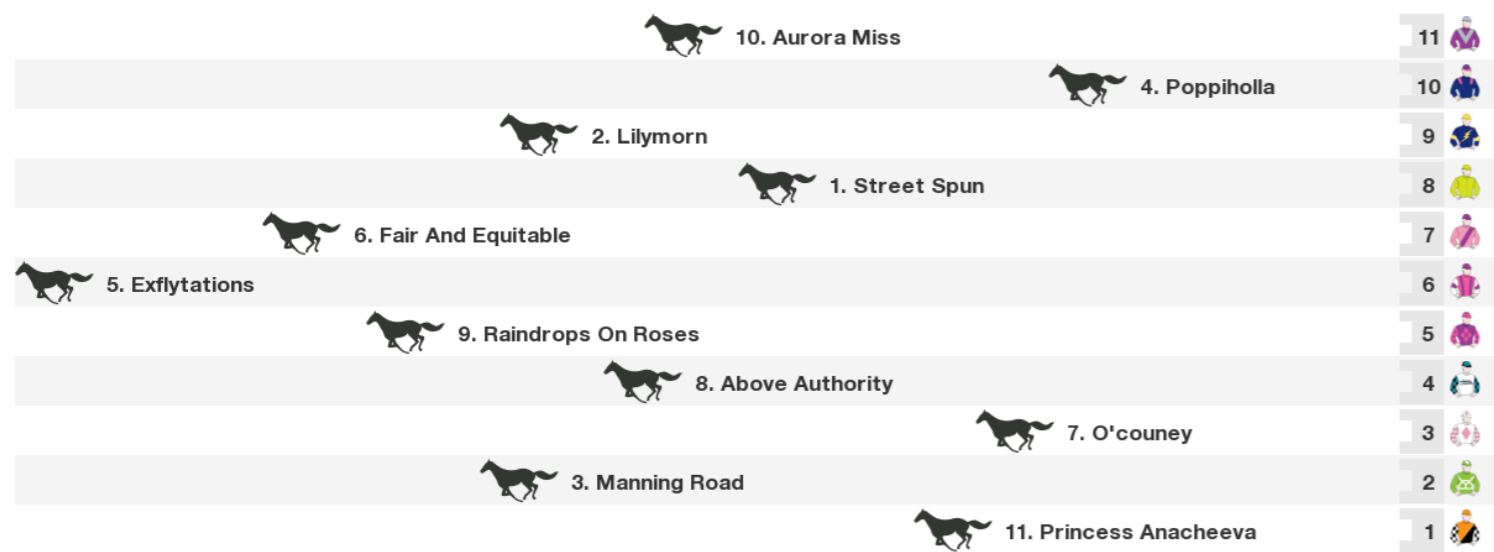 10. Aurora Miss 11
4. Poppiholla 10
2. Lilymorn 9
1. Street Spun 8
6. Fair And Equitable 7
5. Exflytations 6
9. Raindrops On Roses 5
8. Above Authority 4
7. O'couney 3
3. Manning Road 2
11. Princess Anacheeva 1